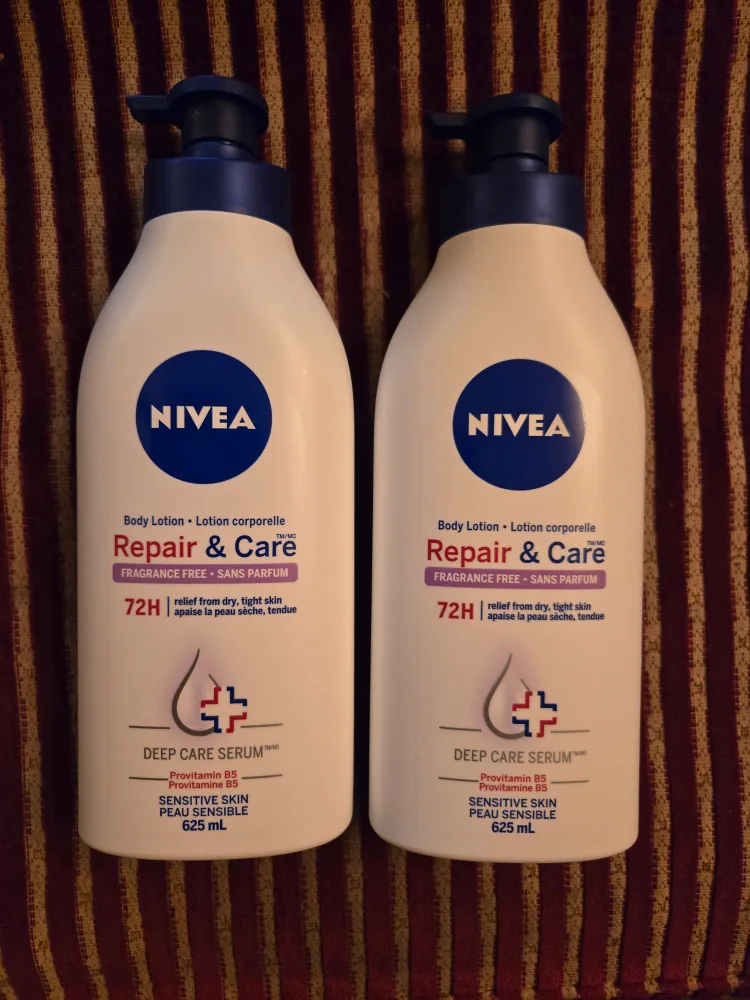 NIVEA
Body Lotion • Lotion corporelle
Repair & Care TM/MC
FRAGRANCE FREE • SANS PARFUM
72H
relief from dry, tight skin
apaise la peau sèche, tendue
DEEP CARE SERUM TM/MC
Provitamin B5
Provitamine B5
SENSITIVE SKIN
PEAU SENSIBLE
625 mL
NIVEA
Body Lotion • Lotion corporelle
Repair & Care TM/MC
FRAGRANCE FREE • SANS PARFUM
72H
relief from dry, tight skin
apaise la peau sèche, tendue
DEEP CARE SERUM TM/MC
Provitamin B5
Provitamine B5
SENSITIVE SKIN
PEAU SENSIBLE
625 mL